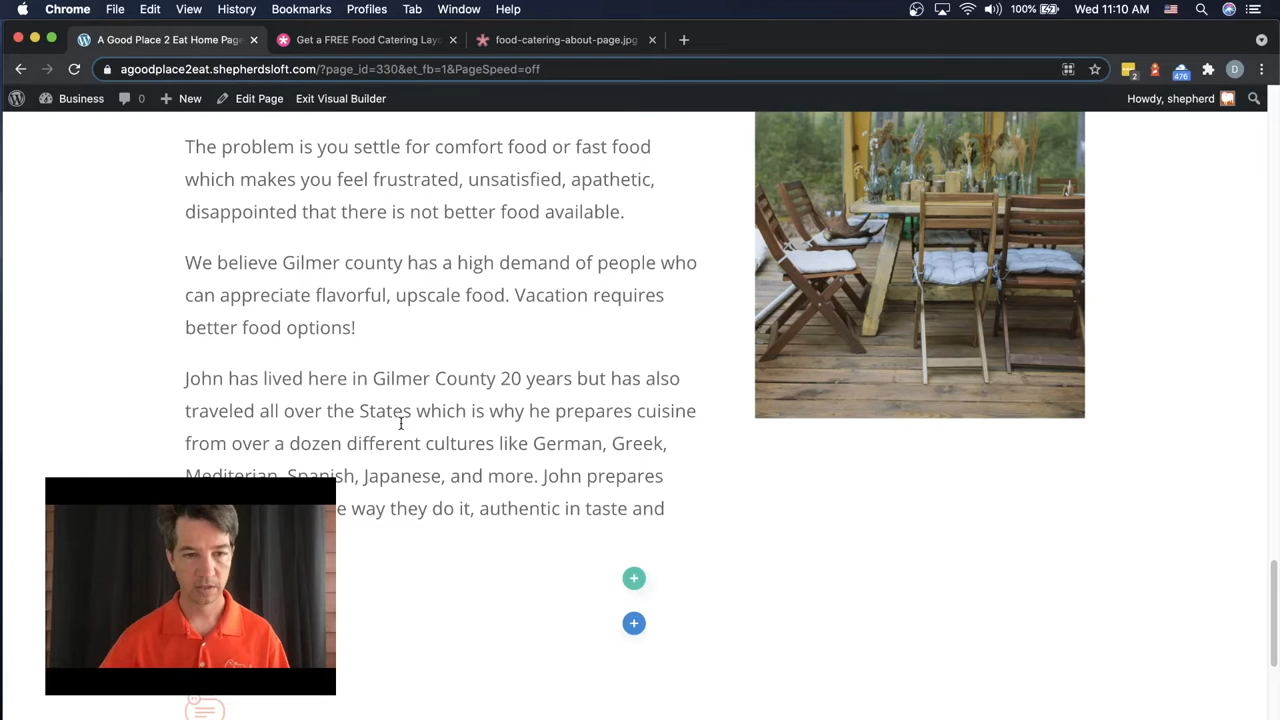 Chrome File Edit View History Bookmarks Profiles Tab Window Help 100% Wed 11:10 AM
A Good Place 2 Eat Home Page Get a FREE Food Catering Lay food-catering-about-page.jpg
agoodplace2eat.shepherdsloft.com/?page_id=330&et_fb=1&PageSpeed=off 2 476 D
Business 0 New Edit Page Exit Visual Builder Howdy, shepherd
The problem is you settle for comfort food or fast food
which makes you feel frustrated, unsatisfied, apathetic,
disappointed that there is not better food available.
We believe Gilmer county has a high demand of people who
can appreciate flavorful, upscale food. Vacation requires
better food options!
John has lived here in Gilmer County 20 years but has also
traveled all over the States which is why he prepares cuisine
from over a dozen different cultures like German, Greek,
Mediterian, Spanish, Japanese, and more. John prepares
way they do it, authentic in taste and